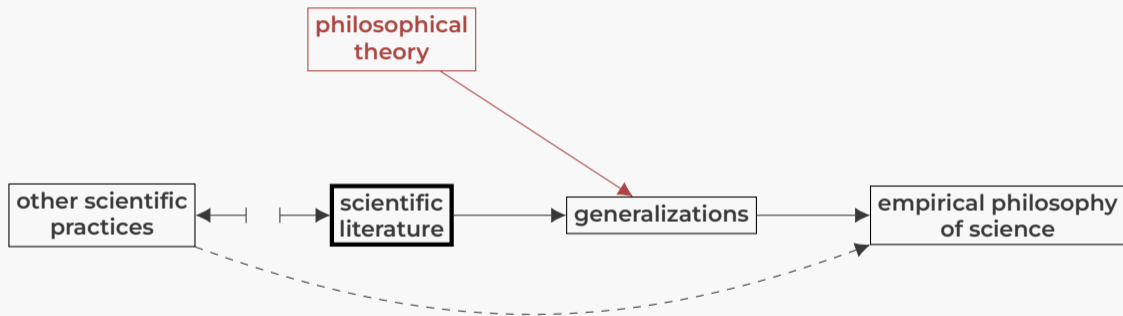 philosophical
theory
other scientific
practices
scientific
literature
generalizations
empirical philosophy
of science